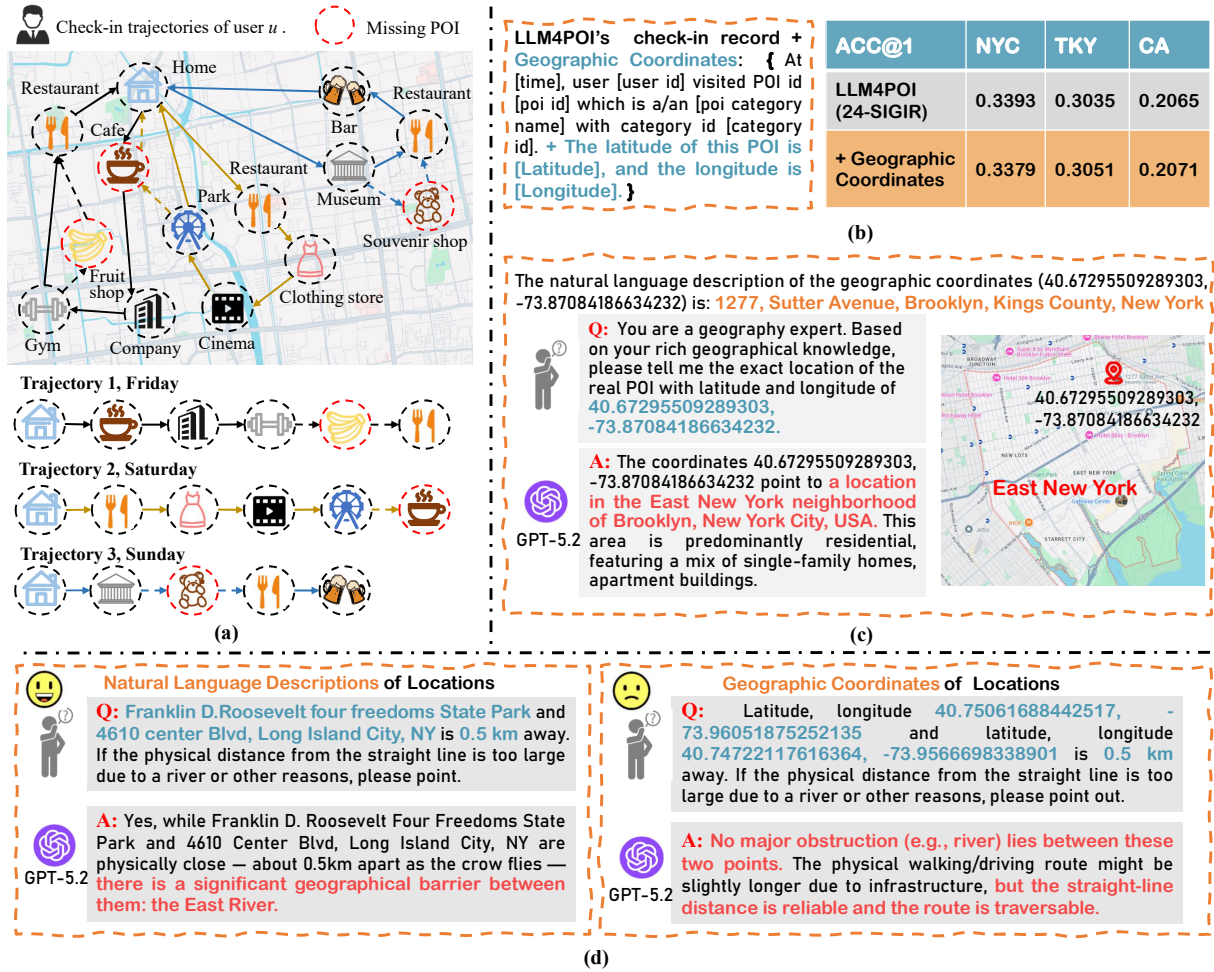 Check-in trajectories of user u .
Missing POI
Home
Restaurant
Restaurant
Cafe
Bar
Restaurant
Park
Museum
Souvenir shop
Fruit
shop
Clothing store
Gym
Company
Cinema
Trajectory 1, Friday
Trajectory 2, Saturday
Trajectory 3, Sunday
(a)
LLM4POI's check-in record +
Geographic Coordinates: { At
[time], user [user id] visited POI id
[poi id] which is a/an [poi category
name] with category id [category
id]. + The latitude of this POI is
[Latitude], and the longitude is
[Longitude]. }
ACC@1 NYC TKY CA
LLM4POI
(24-SIGIR) 0.3393 0.3035 0.2065
+ Geographic
Coordinates 0.3379 0.3051 0.2071
(b)
The natural language description of the geographic coordinates (40.67295509289303,
-73.87084186634232) is: 1277, Sutter Avenue, Brooklyn, Kings County, New York
Q: You are a geography expert. Based
on your rich geographical knowledge,
please tell me the exact location of the
real POI with latitude and longitude of
40.67295509289303,
-73.87084186634232.
A: The coordinates 40.67295509289303,
-73.87084186634232 point to a location
in the East New York neighborhood
of Brooklyn, New York City, USA. This
area is predominantly residential,
featuring a mix of single-family homes,
apartment buildings.
GPT-5.2
BROADWAY
JUNCTION
1277 Sutter Ave
40.67295509289303,
-73.87084186634232
NEW LOTS
EAST NEW YORK
East New York
Gateway Center
STARRETT CITY
(c)
Natural Language Descriptions of Locations
Q: Franklin D.Roosevelt four freedoms State Park and
4610 center Blvd, Long Island City, NY is 0.5 km away.
If the physical distance from the straight line is too large
due to a river or other reasons, please point.
A: Yes, while Franklin D. Roosevelt Four Freedoms State
Park and 4610 Center Blvd, Long Island City, NY are
physically close — about 0.5km apart as the crow flies —
there is a significant geographical barrier between
them: the East River.
GPT-5.2
Geographic Coordinates of Locations
Q: Latitude, longitude 40.75061688442517, -
73.96051875252135 and latitude, longitude
40.74722117616364, -73.9566698338901 is 0.5 km
away. If the physical distance from the straight line is too
large due to a river or other reasons, please point out.
A: No major obstruction (e.g., river) lies between these
two points. The physical walking/driving route might be
slightly longer due to infrastructure, but the straight-line
distance is reliable and the route is traversable.
GPT-5.2
(d)